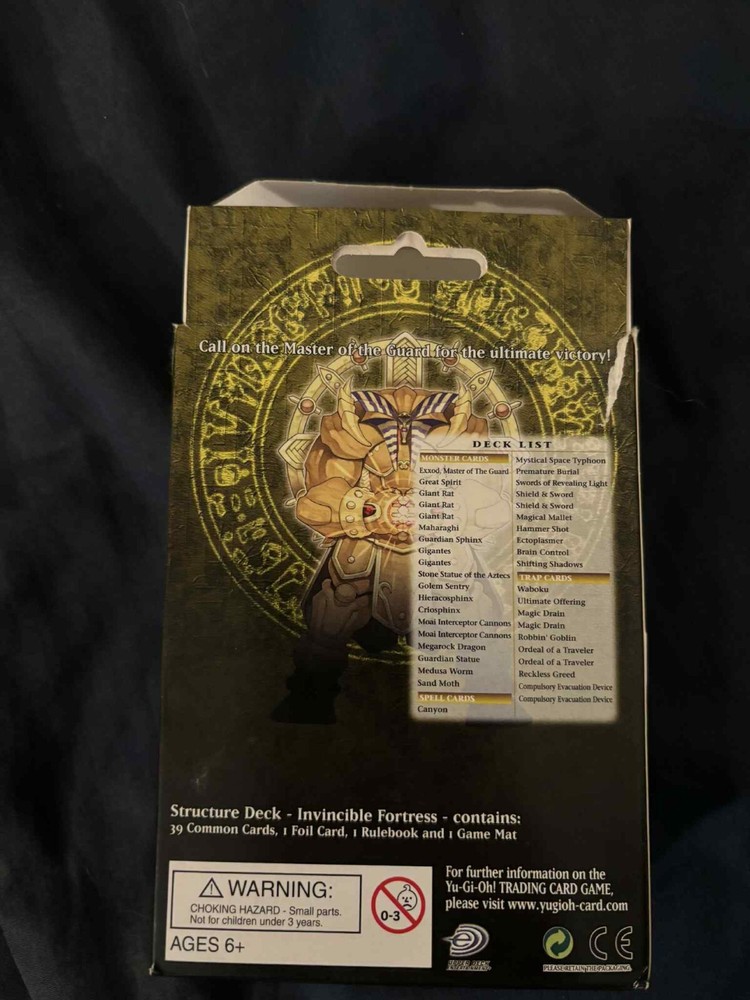 Call on the Master of the Guard for the ultimate victory!
DECK LIST
MONSTER CARDS
Exxod, Master of The Guard
Great Spirit
Giant Rat
Giant Rat
Giant Rat
Maharaghi
Guardian Sphinx
Gigantes
Gigantes
Stone Statue of the Aztecs
Golem Sentry
Hieracosphinx
Criosphinx
Moai Interceptor Cannons
Moai Interceptor Cannons
Megarock Dragon
Guardian Statue
Medusa Worm
Sand Moth
SPELL CARDS
Canyon
Mystical Space Typhoon
Premature Burial
Swords of Revealing Light
Shield & Sword
Shield & Sword
Magical Mallet
Hammer Shot
Ectoplasmer
Brain Control
Shifting Shadows
TRAP CARDS
Waboku
Ultimate Offering
Magic Drain
Magic Drain
Robbin' Goblin
Ordeal of a Traveler
Ordeal of a Traveler
Reckless Greed
Compulsory Evacuation Device
Compulsory Evacuation Device
Structure Deck - Invincible Fortress - contains:
39 Common Cards, 1 Foil Card, 1 Rulebook and 1 Game Mat
WARNING:
CHOKING HAZARD - Small parts.
Not for children under 3 years.
0-3
AGES 6+
For further information on the
Yu-Gi-Oh! TRADING CARD GAME,
please visit www.yugioh-card.com
UPPER DECK
ENTERTAINMENT
PLEASE RETAIN THE PACKAGING
CE